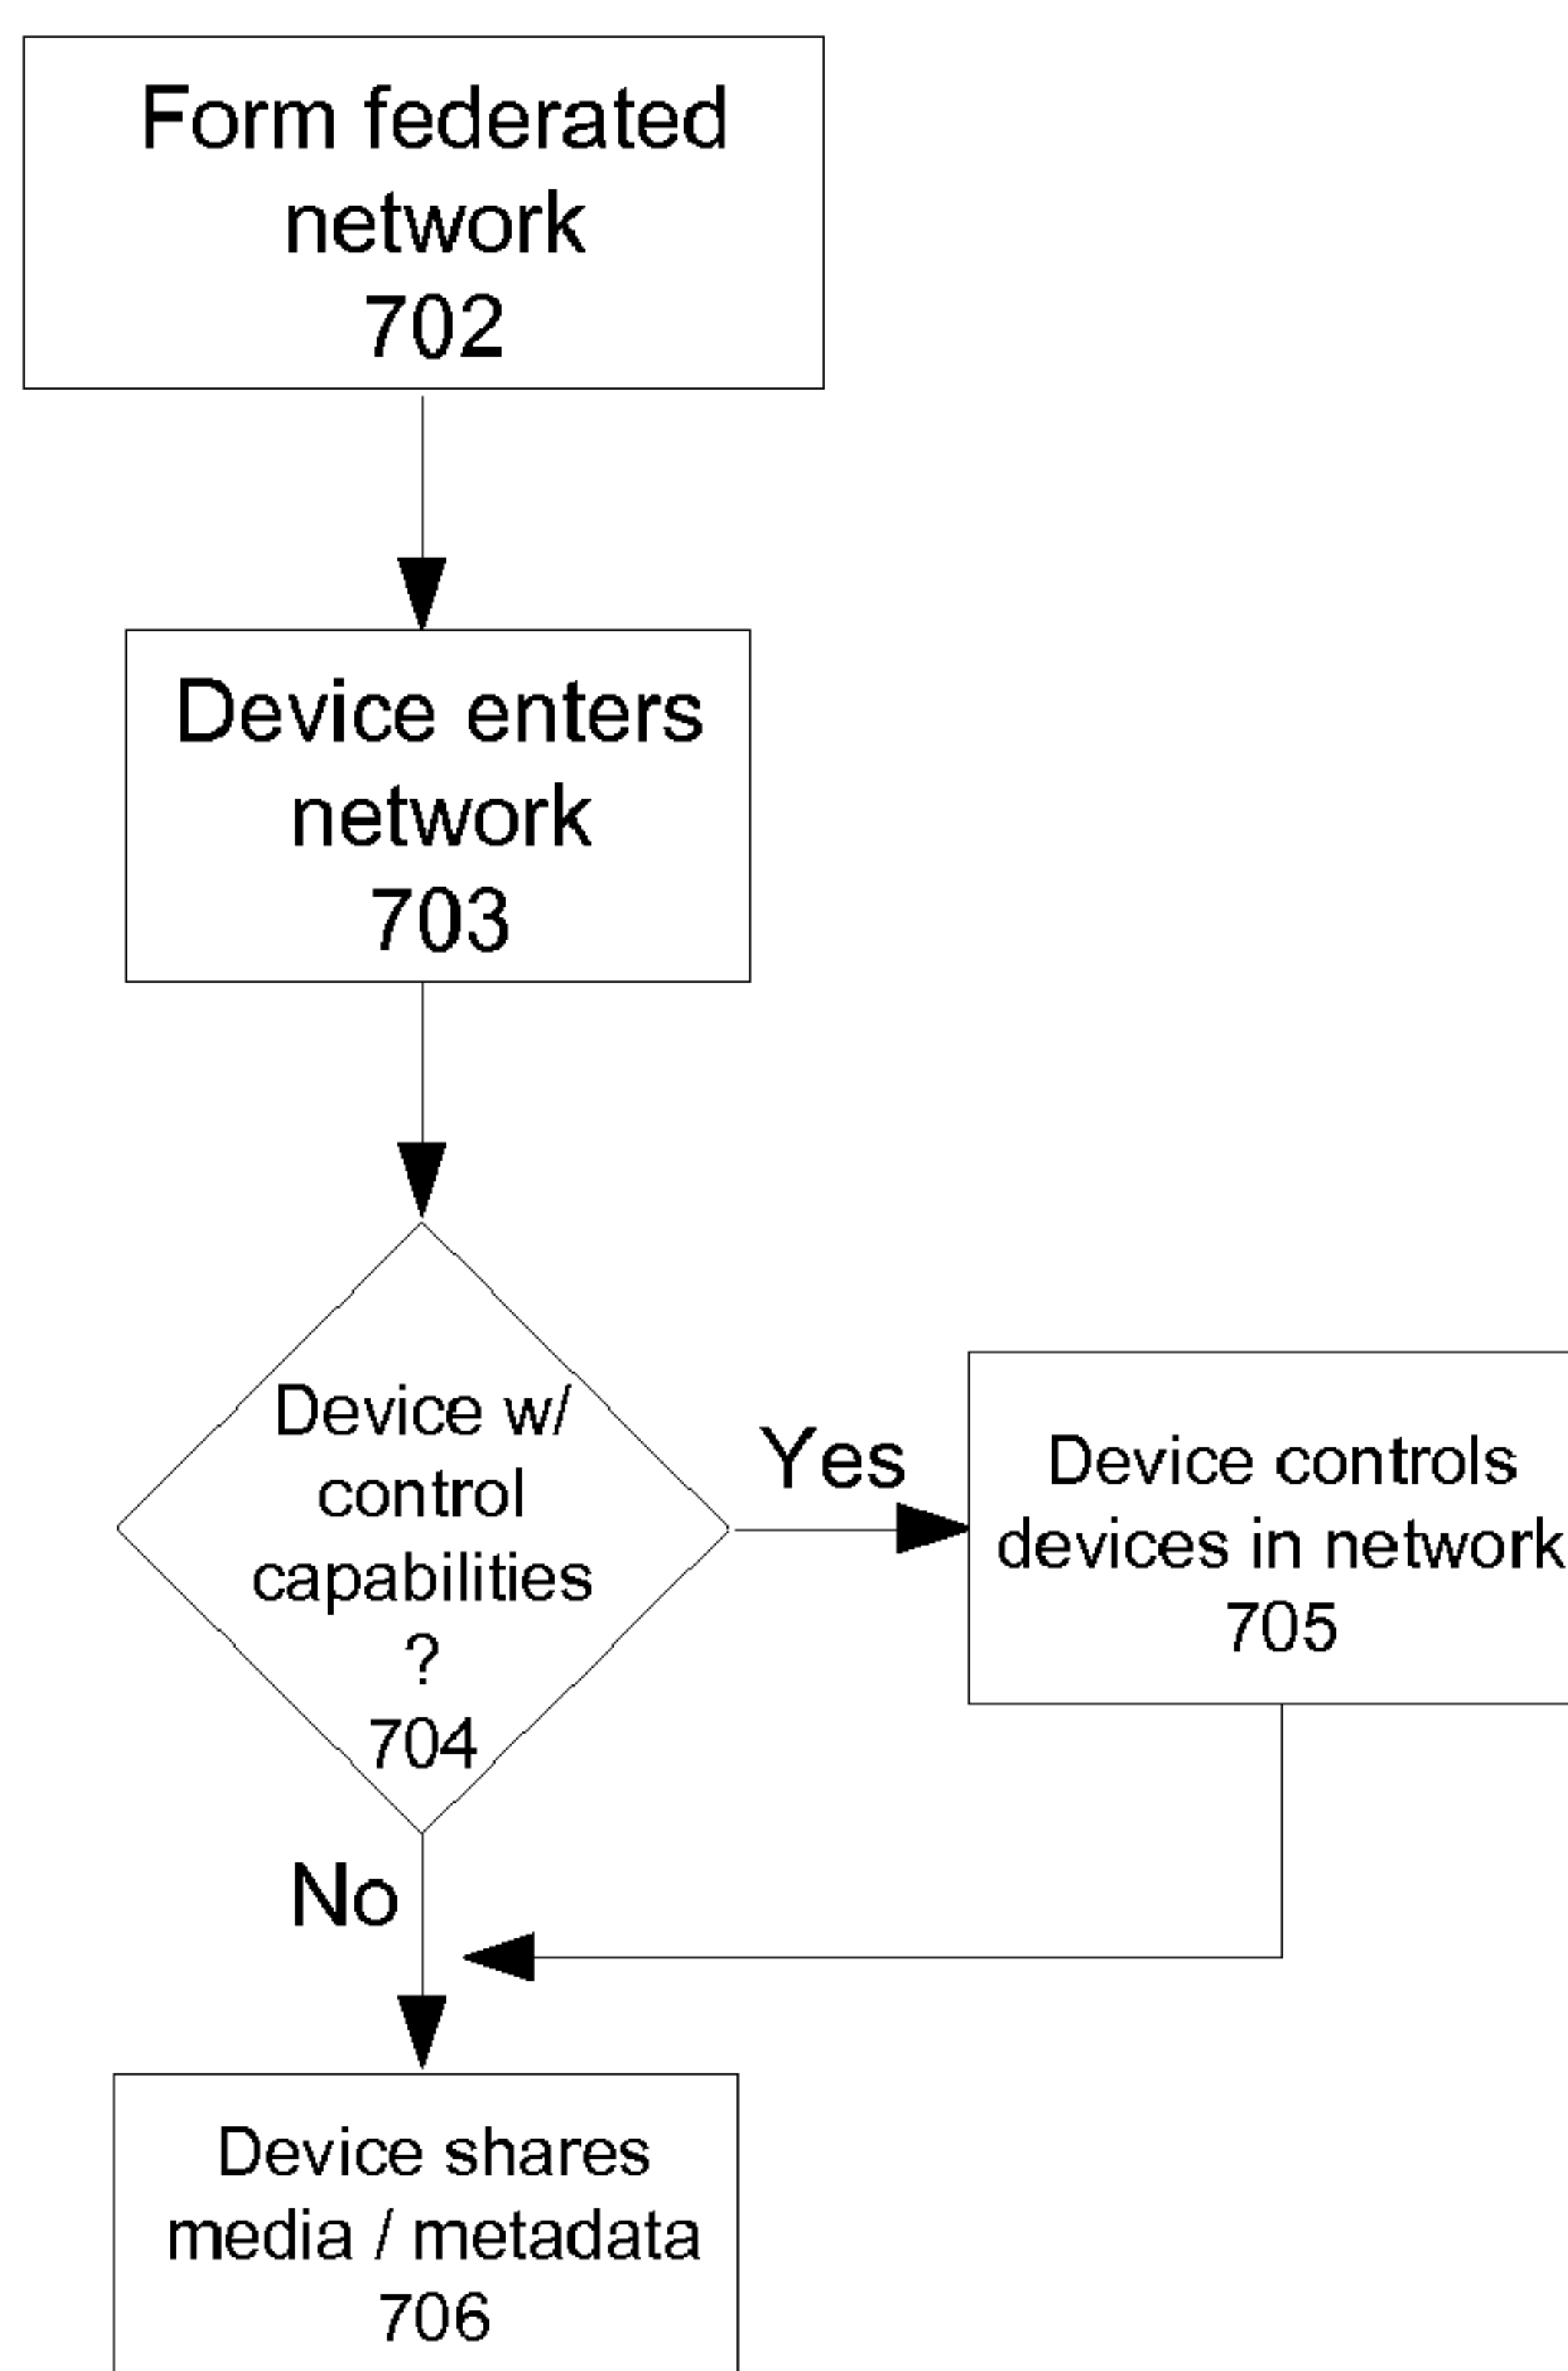 Form federated
network
702
Device enters
network
703
Device w/
control
capabilities
?
704
Yes
Device controls
devices in network
705
No
Device shares
media / metadata
706